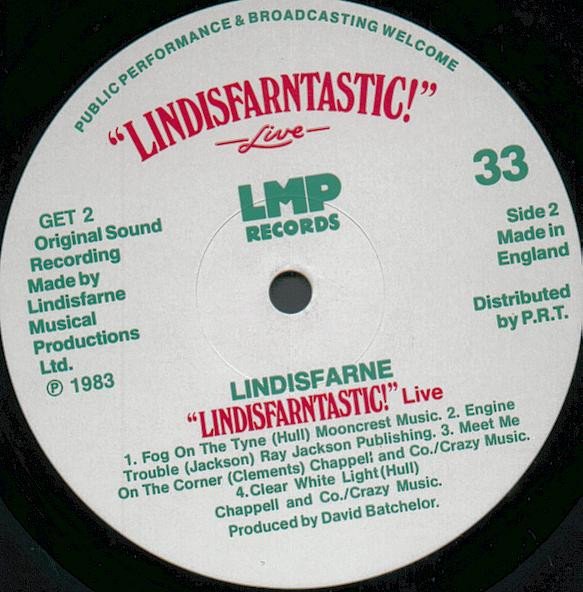 PUBLIC PERFORMANCE & BROADCASTING WELCOME
“LINDISFARNTASTIC!”
Live
LMP
RECORDS
33
GET 2
Original Sound
Recording
Made by
Lindisfarne
Musical
Productions
Ltd.
℗ 1983
Side 2
Made in
England
Distributed
by P.R.T.
LINDISFARNE
“LINDISFARNTASTIC!” Live
1. Fog On The Tyne (Hull) Mooncrest Music. 2. Engine
Trouble (Jackson) Ray Jackson Publishing. 3. Meet Me
On The Corner (Clements) Chappell and Co./Crazy Music.
4.Clear White Light (Hull)
Chappell and Co./Crazy Music.
Produced by David Batchelor.